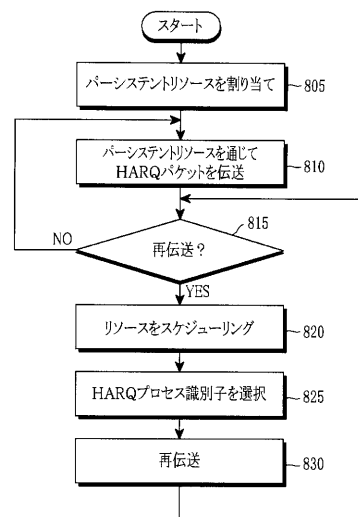 スタート
パーシステントリソースを割り当て
805
パーシステントリソースを通じて
HARQパケットを伝送
810
815
再伝送？
NO
YES
リソースをスケジューリング
820
HARQプロセス識別子を選択
825
再伝送
830